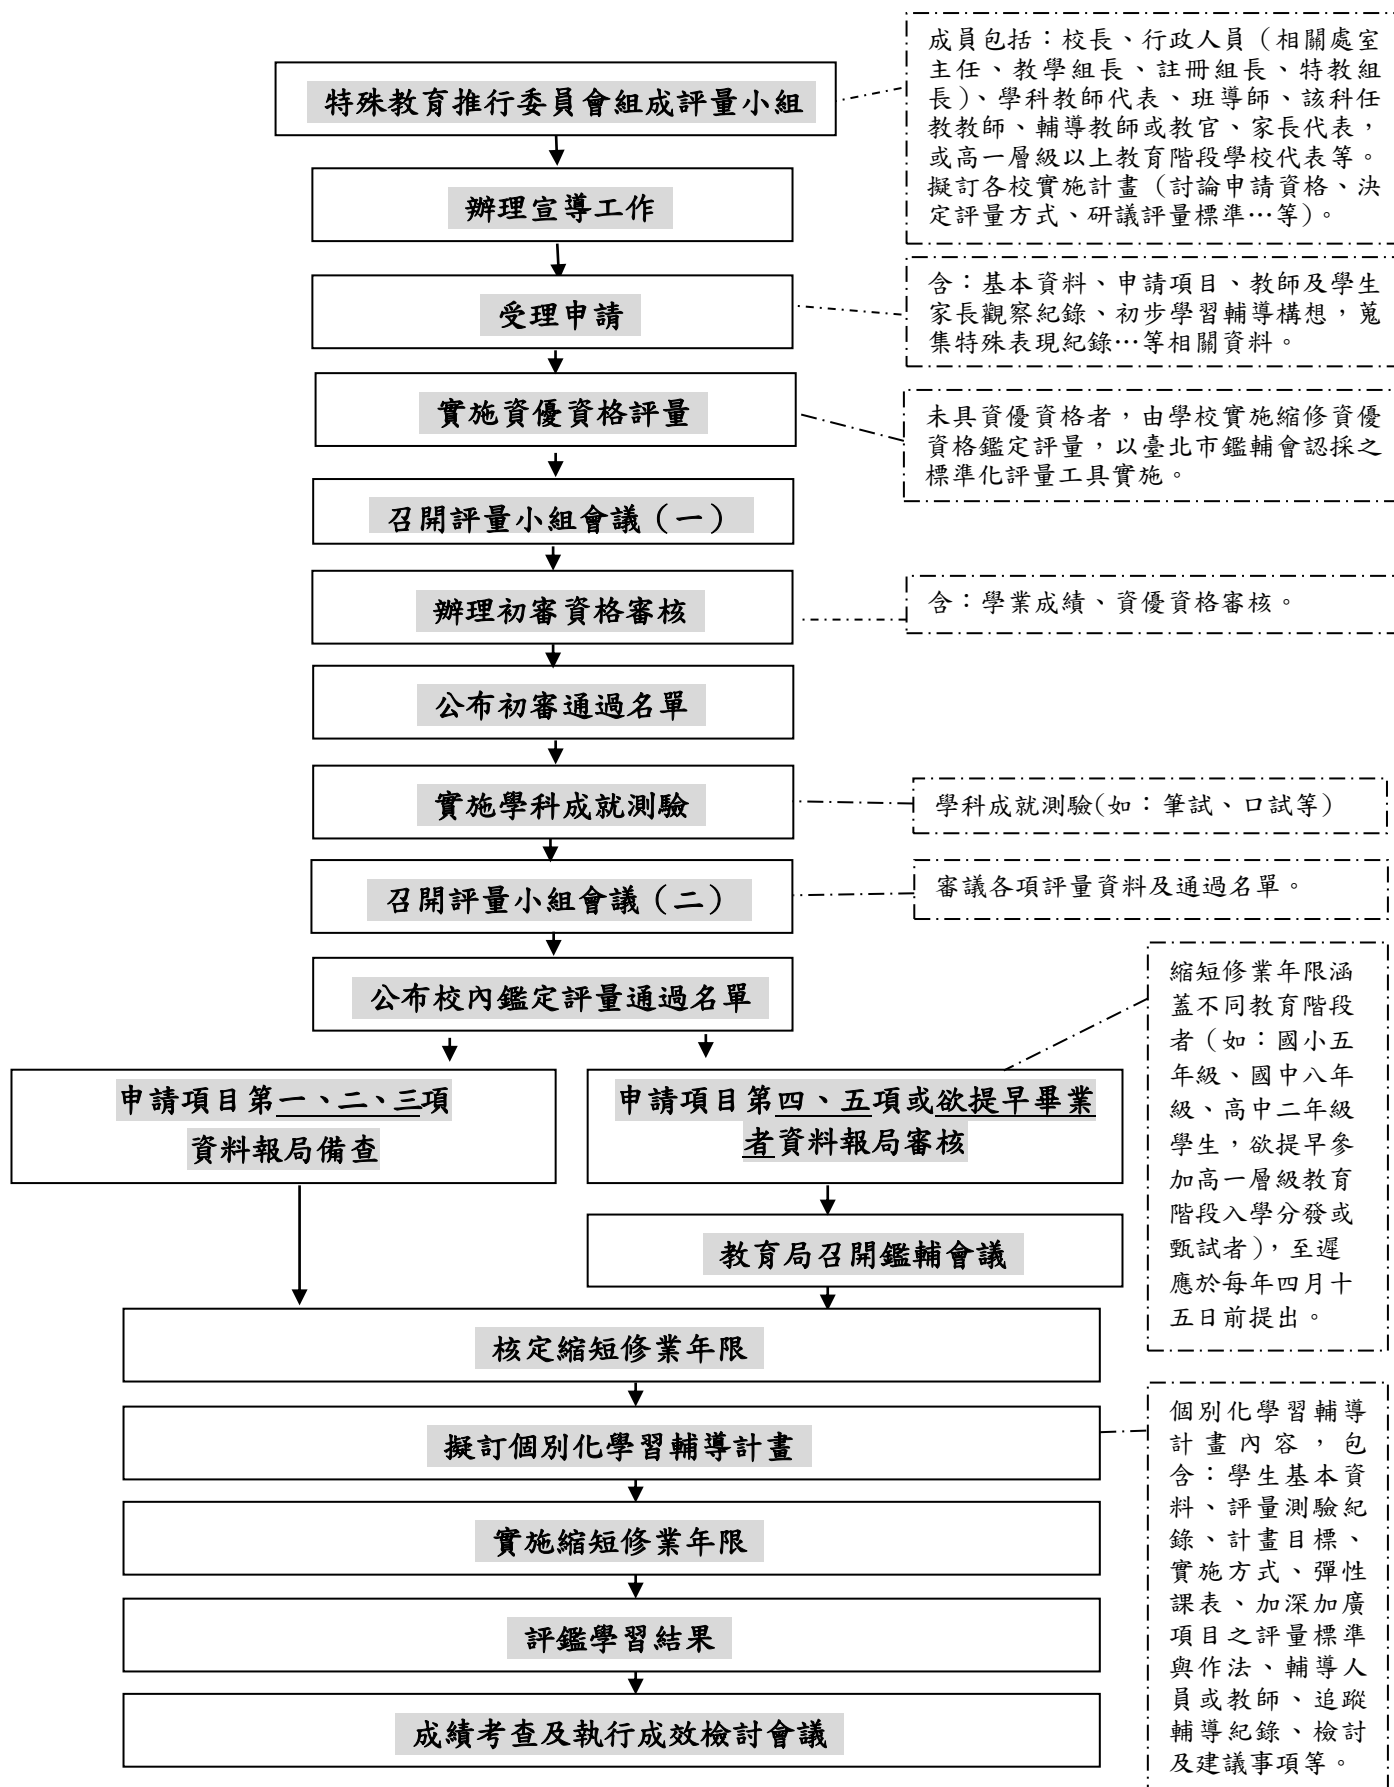 特殊教育推行委員會組成評量小組
成員包括：校長、行政人員（相關處室
主任、教學組長、註冊組長、特教組
長）、學科教師代表、班導師、該科任
教教師、輔導教師或教官、家長代表，
或高一層級以上教育階段學校代表等。
擬訂各校實施計畫（討論申請資格、決
定評量方式、研議評量標準…等）。
辦理宣導工作
受理申請
含：基本資料、申請項目、教師及學生
家長觀察紀錄、初步學習輔導構想，蒐
集特殊表現紀錄…等相關資料。
實施資優資格評量
未具資優資格者，由學校實施縮修資優
資格鑑定評量，以臺北市鑑輔會認採之
標準化評量工具實施。
召開評量小組會議（一）
辦理初審資格審核
含：學業成績、資優資格審核。
公布初審通過名單
實施學科成就測驗
學科成就測驗(如：筆試、口試等)
召開評量小組會議（二）
審議各項評量資料及通過名單。
公布校內鑑定評量通過名單
縮短修業年限涵
蓋不同教育階段
者（如：國小五
年級、國中八年
級、高中二年級
學生，欲提早參
加高一層級教育
階段入學分發或
甄試者），至遲
應於每年四月十
五日前提出。
申請項目第一、二、三項
資料報局備查
申請項目第四、五項或欲提早畢業
者資料報局審核
教育局召開鑑輔會議
核定縮短修業年限
擬訂個別化學習輔導計畫
個別化學習輔導
計畫內容，包
含：學生基本資
料、評量測驗紀
錄、計畫目標、
實施方式、彈性
課表、加深加廣
項目之評量標準
與作法、輔導人
員或教師、追蹤
輔導紀錄、檢討
及建議事項等。
實施縮短修業年限
評鑑學習結果
成績考查及執行成效檢討會議